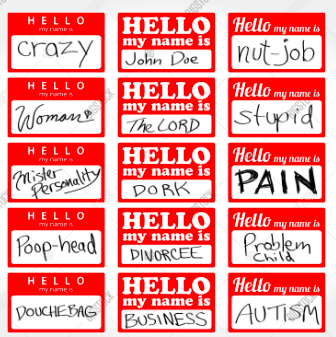 HELLO
my name is
crazy
HELLO
my name is
John Doe
Hello my name is
nut-job
HELLO
my name is
Woman
HELLO
my name is
The LORD
Hello my name is
stupid
HELLO
my name is
Mister
Personality
HELLO
my name is
DORK
Hello my name is
PAIN
HELLO
my name is
Poop-head
HELLO
my name is
DIVORCEE
Hello my name is
Problem
Child
HELLO
my name is
DOUCHEBAG
HELLO
my name is
BUSINESS
Hello my name is
AUTISM